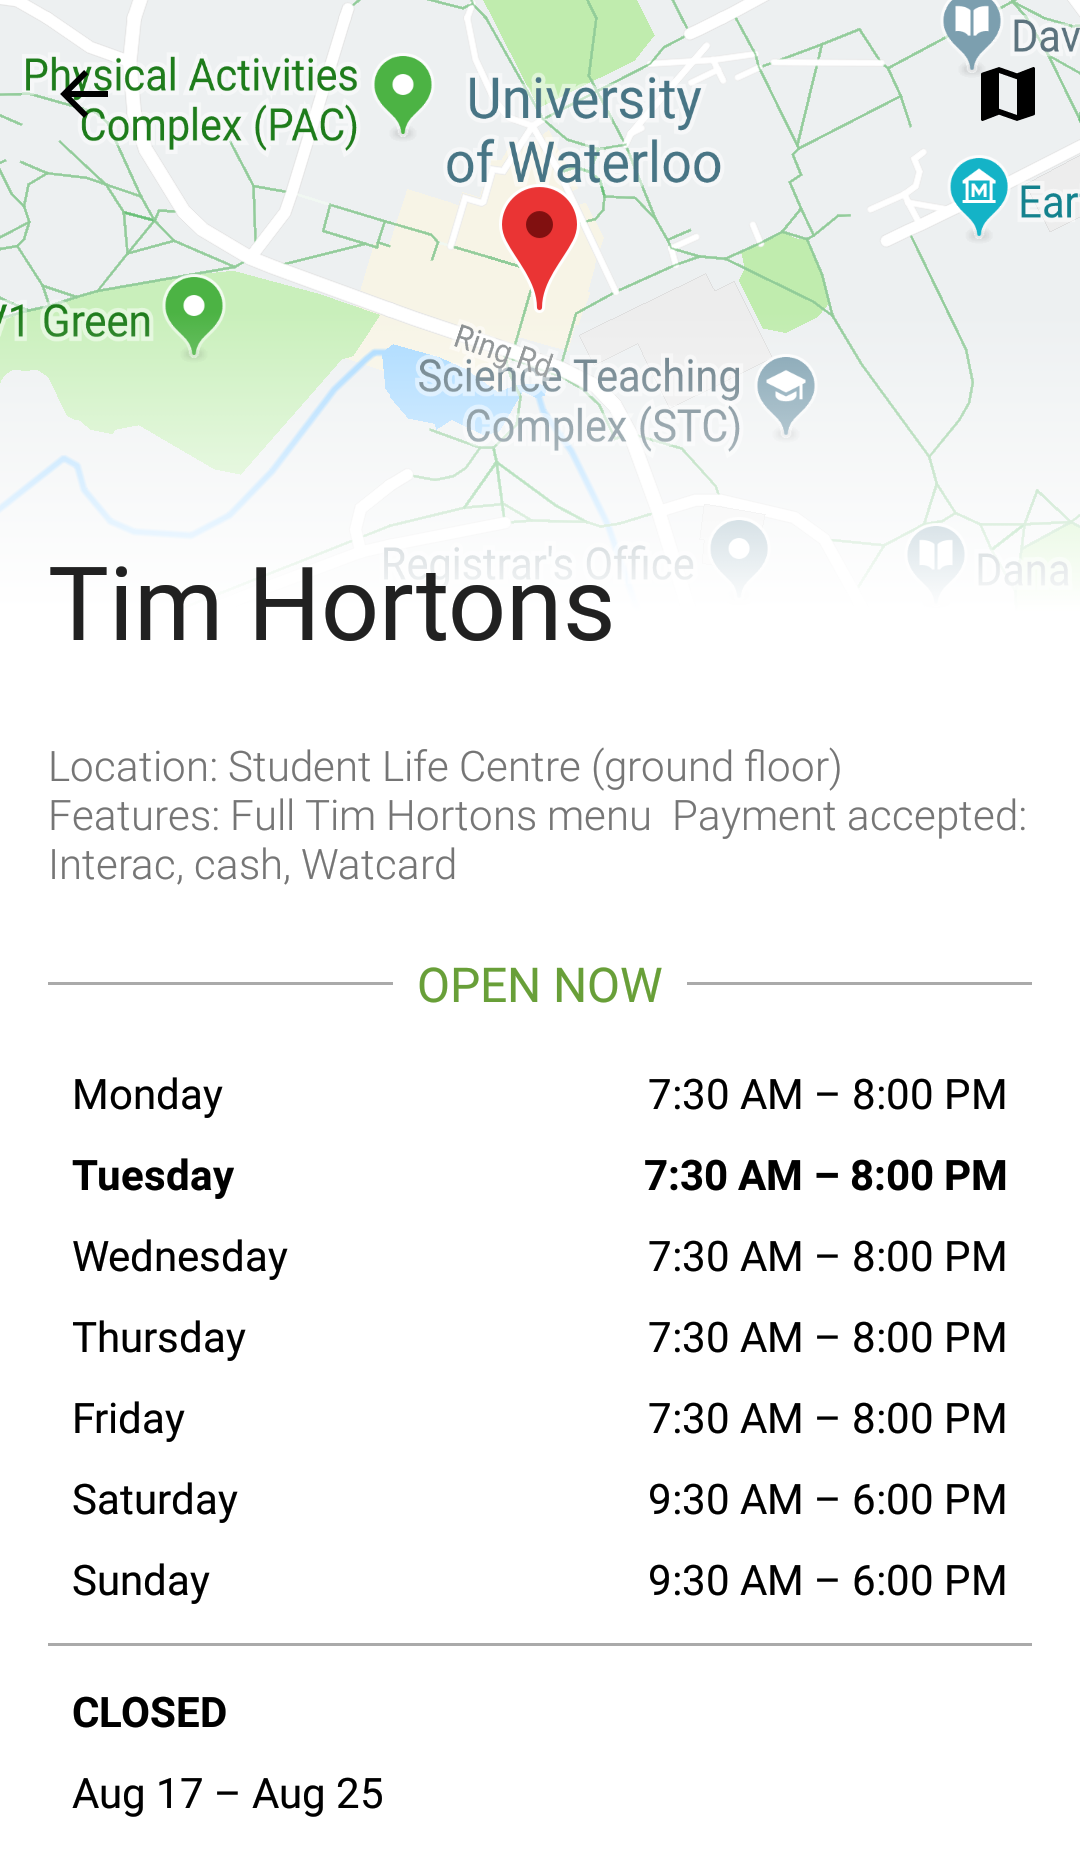 Physical Activities
Complex (PAC)
University
of Waterloo
Dav
Ear
/1 Green
Ring Rd
Science Teaching
Complex (STC)
Registrar's Office
Dana
Tim Hortons
Location: Student Life Centre (ground floor)
Features: Full Tim Hortons menu  Payment accepted:
Interac, cash, Watcard
OPEN NOW
Monday 7:30 AM – 8:00 PM
Tuesday 7:30 AM – 8:00 PM
Wednesday 7:30 AM – 8:00 PM
Thursday 7:30 AM – 8:00 PM
Friday 7:30 AM – 8:00 PM
Saturday 9:30 AM – 6:00 PM
Sunday 9:30 AM – 6:00 PM
CLOSED
Aug 17 – Aug 25